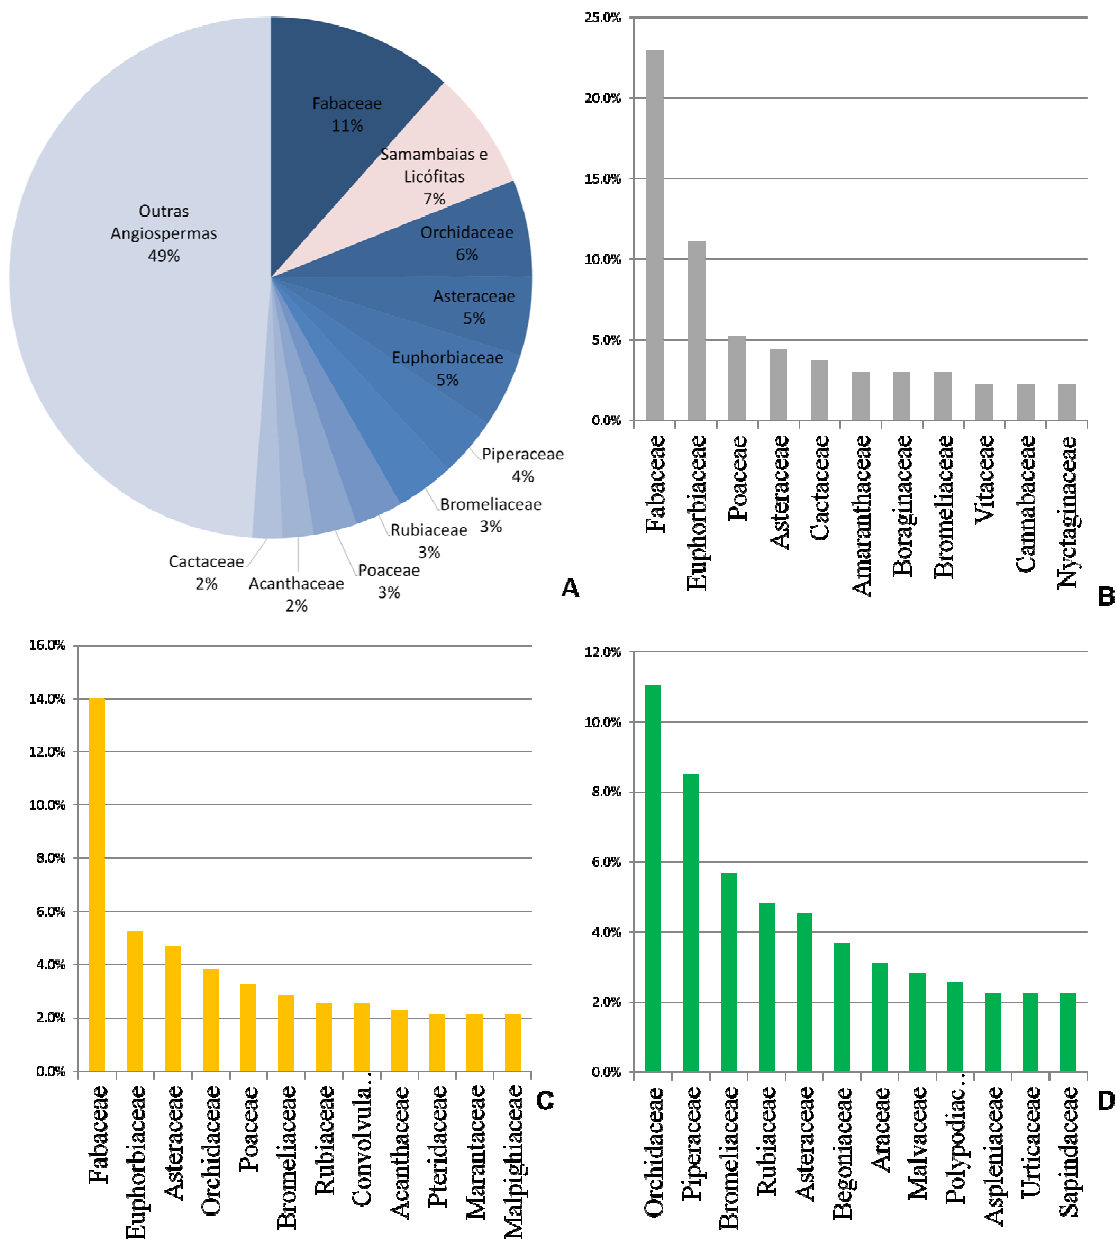 Fabaceae
11%
Samambaias e
Licófitas
7%
Orchidaceae
6%
Asteraceae
5%
Euphorbiaceae
5%
Piperaceae
4%
Bromeliaceae
3%
Rubiaceae
3%
Poaceae
3%
Acanthaceae
2%
Cactaceae
2%
Outras
Angiospermas
49%
A
25.0%
20.0%
15.0%
10.0%
5.0%
0.0%
Fabaceae
Euphorbiaceae
Poaceae
Asteraceae
Cactaceae
Amaranthaceae
Boraginaceae
Bromeliaceae
Vitaceae
Cannabaceae
Nyctaginaceae
B
16.0%
14.0%
12.0%
10.0%
8.0%
6.0%
4.0%
2.0%
0.0%
Fabaceae
Euphorbiaceae
Asteraceae
Orchidaceae
Poaceae
Bromeliaceae
Rubiaceae
Convolvula...
Acanthaceae
Pteridaceae
Marantaceae
Malpighiaceae
C
12.0%
10.0%
8.0%
6.0%
4.0%
2.0%
0.0%
Orchidaceae
Piperaceae
Bromeliaceae
Rubiaceae
Asteraceae
Begoniaceae
Araceae
Malvaceae
Polypodiac...
Aspleniaceae
Urticaceae
Sapindaceae
D